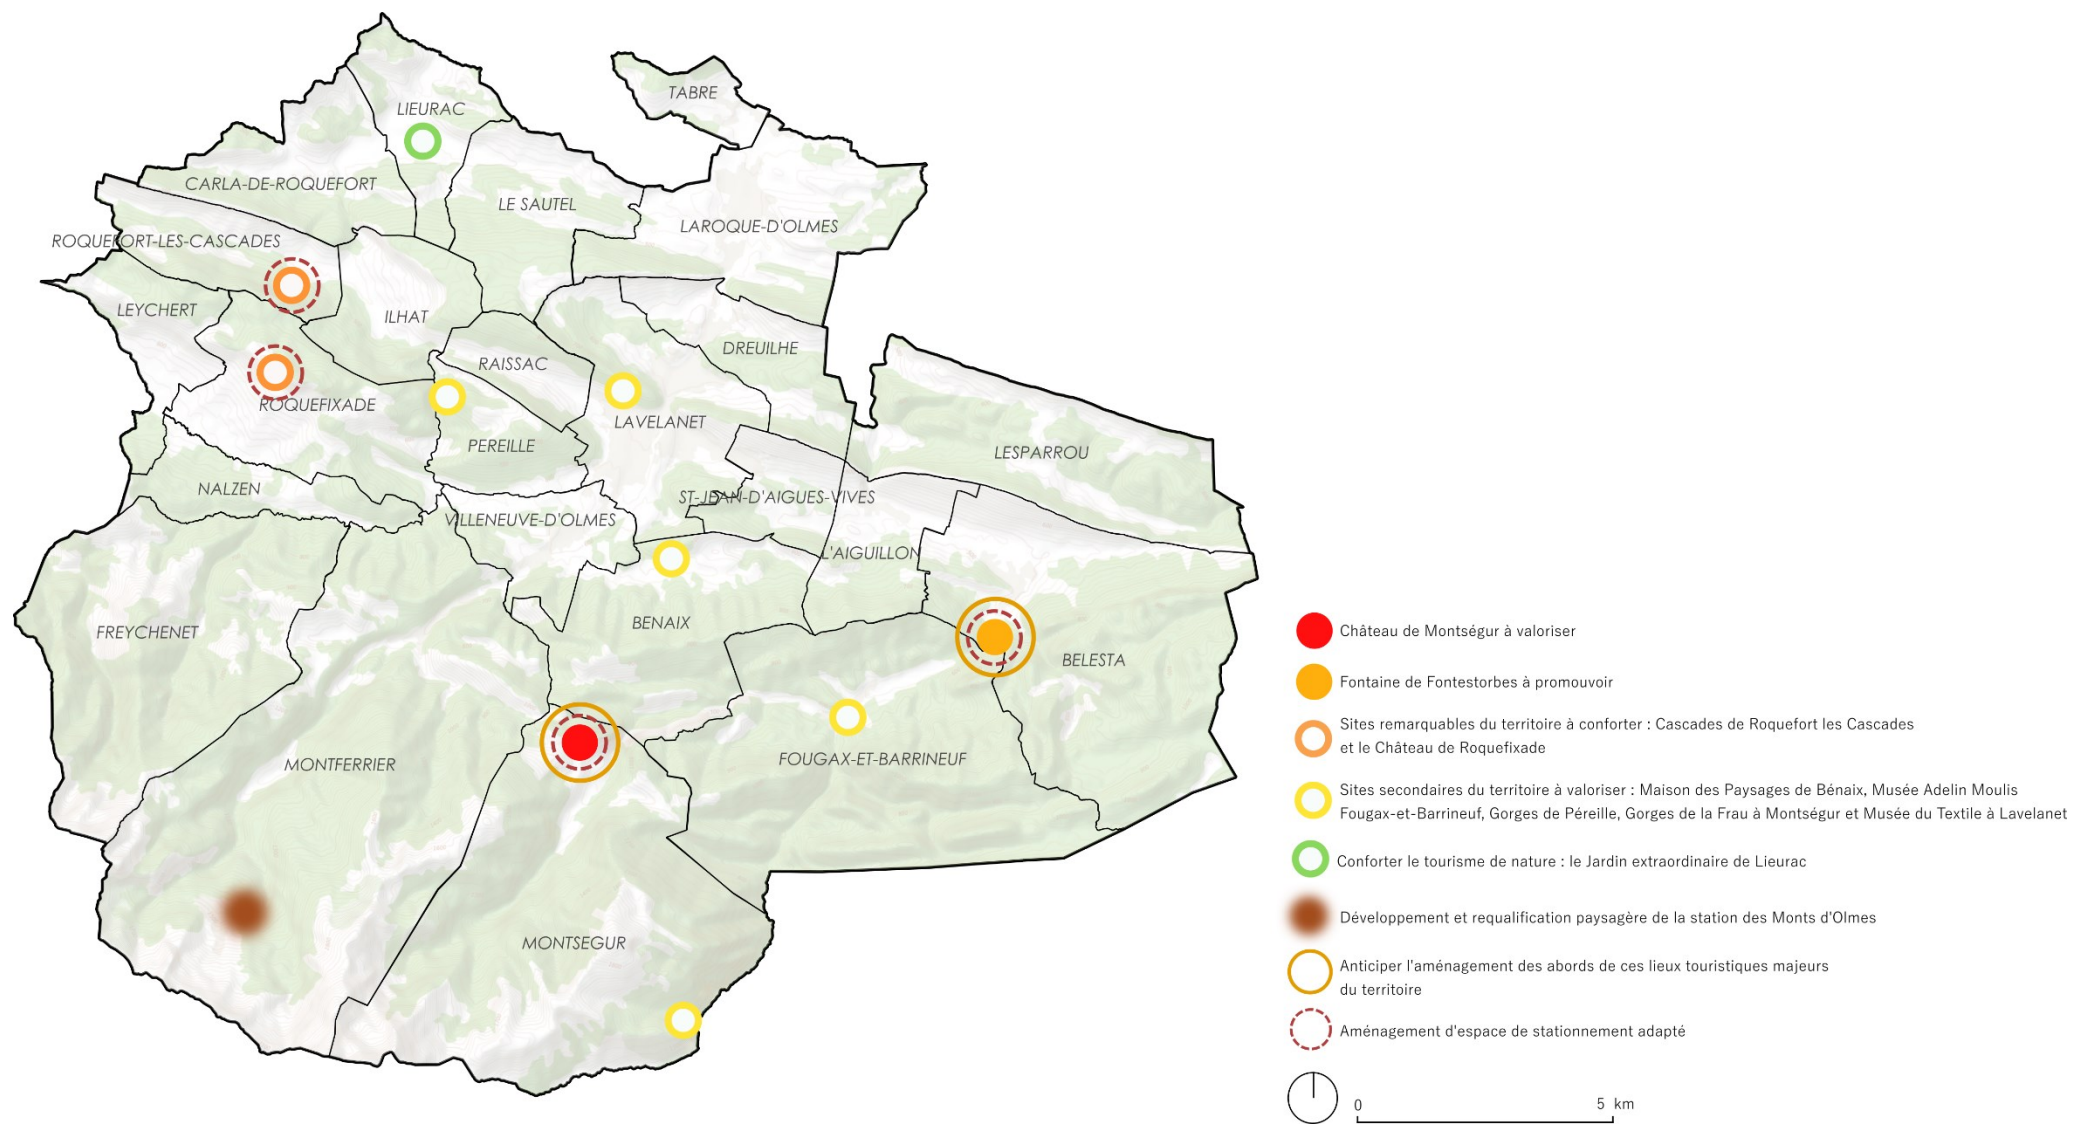 TABRE
LIEURAC
CARLA-DE-ROQUEFORT
LE SAUTEL
LAROQUE-D'OLMES
ROQUEFORT-LES-CASCADES
LEYCHERT
ILHAT
DREUILHE
RAISSAC
ROQUEFIXADE
LAVELANET
PEREILLE
LESPARROU
NALZEN
ST-JEAN-D'AIGUES-VIVES
VILLENEUVE-D'OLMES
L'AIGUILLON
FREYCHENET
BENAIX
BELESTA
MONTFERRIER
FOUGAX-ET-BARRINEUF
MONTSEGUR
Château de Montségur à valoriser
Fontaine de Fontestorbes à promouvoir
Sites remarquables du territoire à conforter : Cascades de Roquefort les Cascades
et le Château de Roquefixade
Sites secondaires du territoire à valoriser : Maison des Paysages de Bénaix, Musée Adelin Moulis
Fougax-et-Barrineuf, Gorges de Péreille, Gorges de la Frau à Montségur et Musée du Textile à Lavelanet
Conforter le tourisme de nature : le Jardin extraordinaire de Lieurac
Développement et requalification paysagère de la station des Monts d'Olmes
Anticiper l'aménagement des abords de ces lieux touristiques majeurs
du territoire
Aménagement d'espace de stationnement adapté
0 5 km